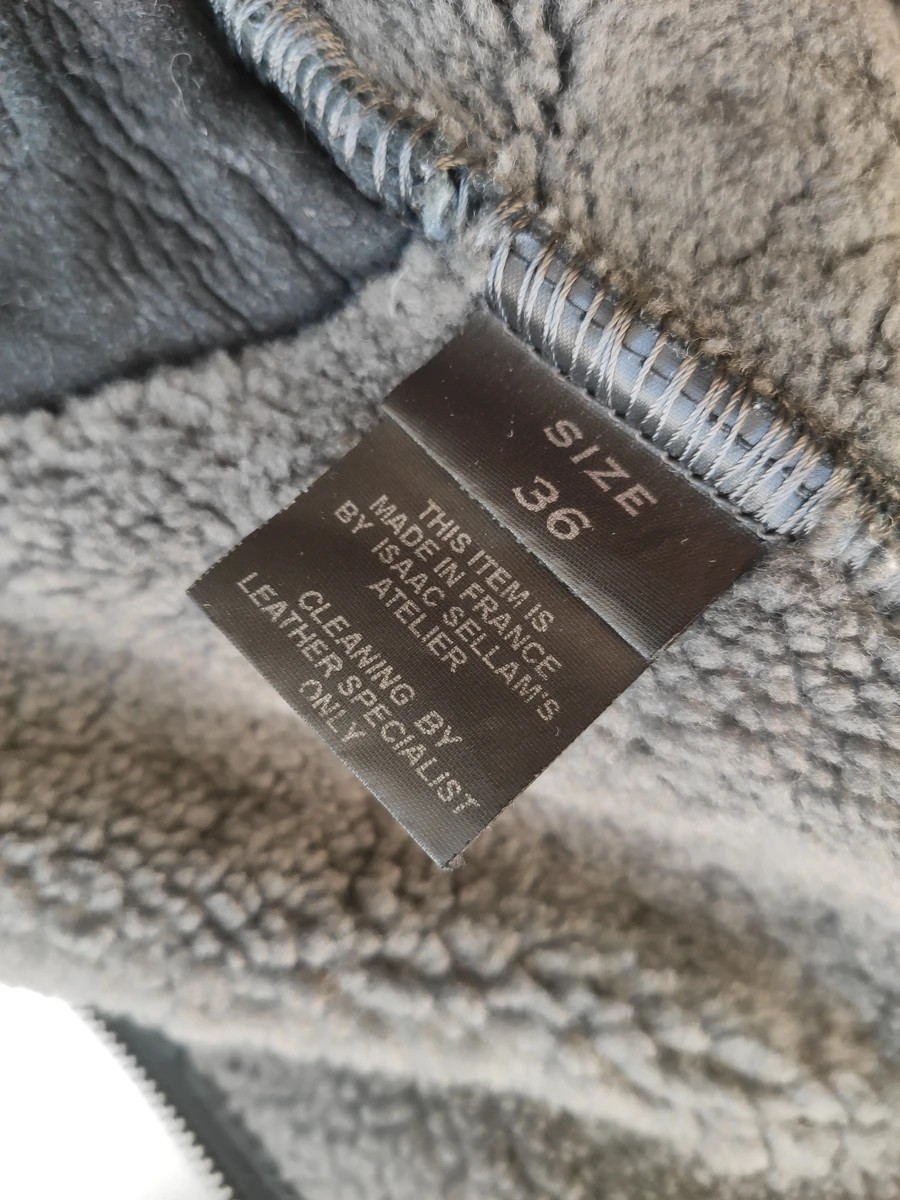 SIZE
36
THIS ITEM IS
MADE IN FRANCE
BY ISAAC SELLAM'S
ATELIER
CLEANING BY
LEATHER SPECIALIST
ONLY